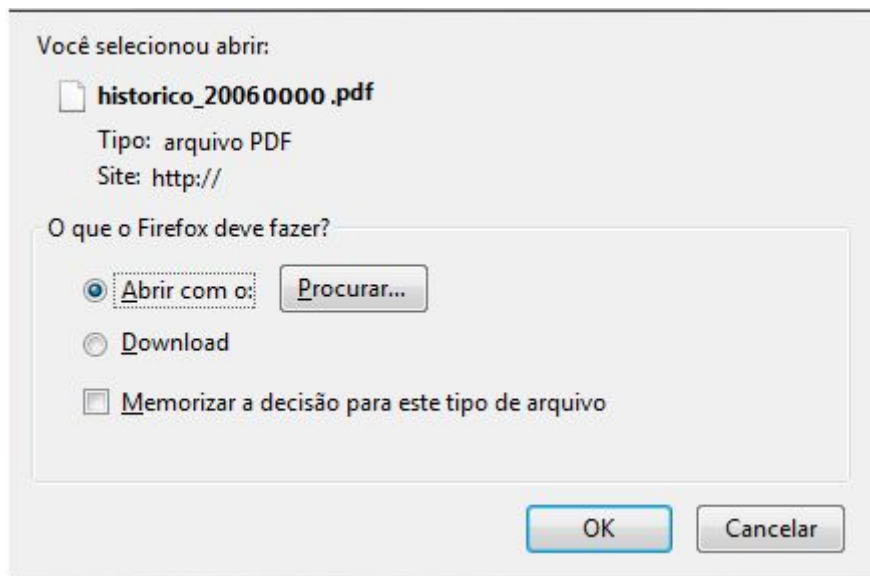 Você selecionou abrir:
historico_20060000 .pdf
Tipo: arquivo PDF
Site: http://
O que o Firefox deve fazer?
Abrir com o: Procurar...
Download
Memorizar a decisão para este tipo de arquivo
OK Cancelar